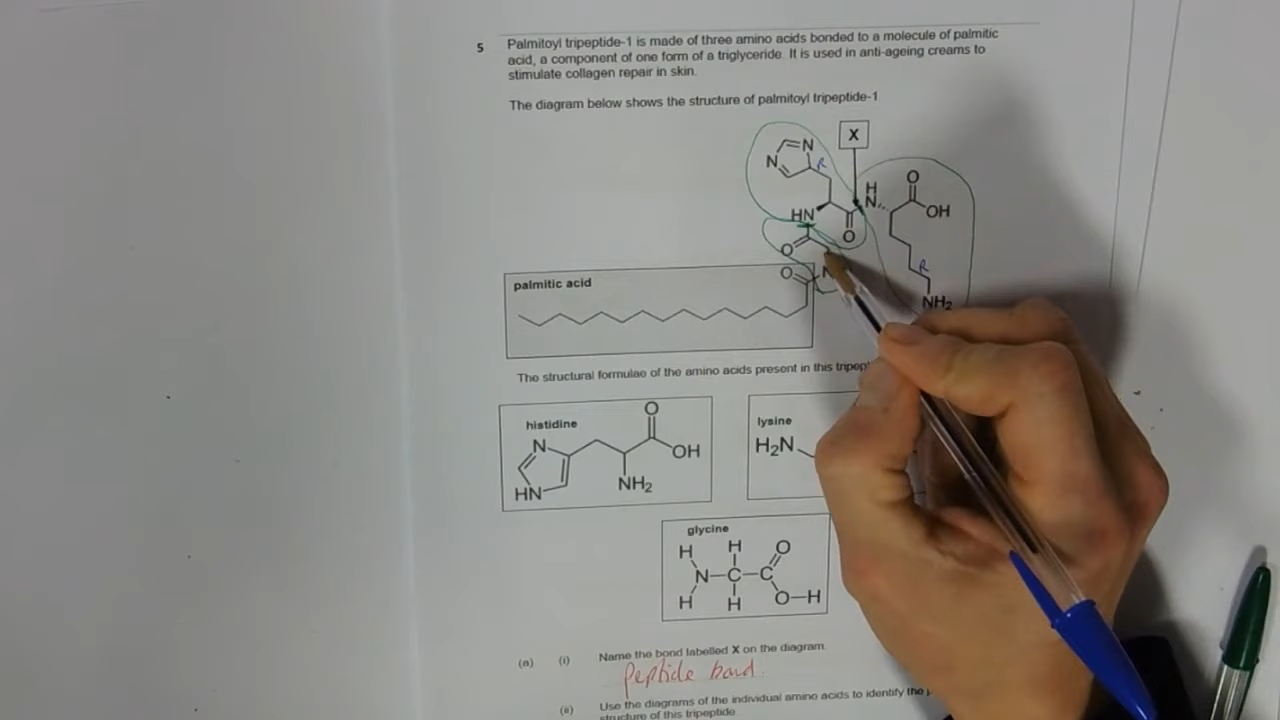 5 Palmitoyl tripeptide-1 is made of three amino acids bonded to a molecule of palmitic
acid, a component of one form of a triglyceride. It is used in anti-ageing creams to
stimulate collagen repair in skin.
The diagram below shows the structure of palmitoyl tripeptide-1
X
N
N
R
H
N
O
OH
HN
O
O
O
N
R
NH₂
palmitic acid
The structural formulae of the amino acids present in this
histidine
O
N
OH
HN
NH₂
lysine
H₂N
glycine
H H O
N–C–C
H H O–H
(a) (i) Name the bond labelled X on the diagram.
Peptide bond
(ii) Use the diagrams of the individual amino acids to identify the
structure of this tripeptide